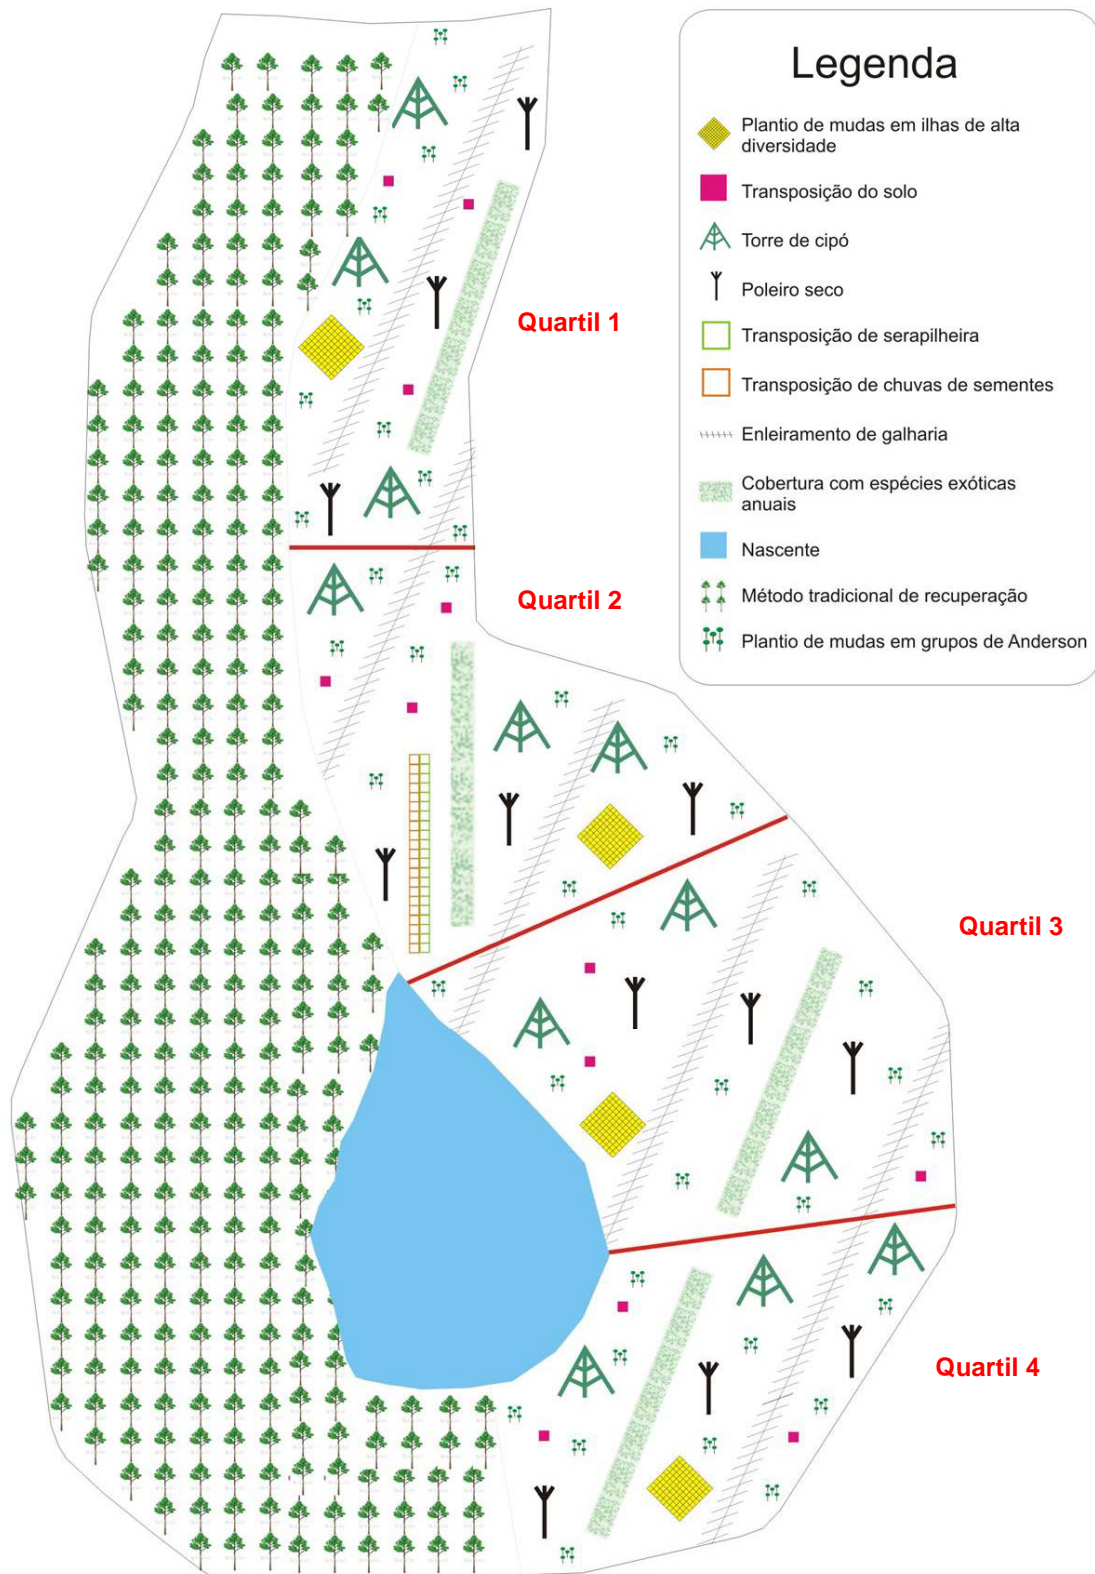 Legenda
Plantio de mudas em ilhas de alta
diversidade
Transposição do solo
Torre de cipó
Poleiro seco
Transposição de serapilheira
Transposição de chuvas de sementes
Enleiramento de galharia
Cobertura com espécies exóticas
anuais
Nascente
Método tradicional de recuperação
Plantio de mudas em grupos de Anderson
Quartil 1
Quartil 2
Quartil 3
Quartil 4